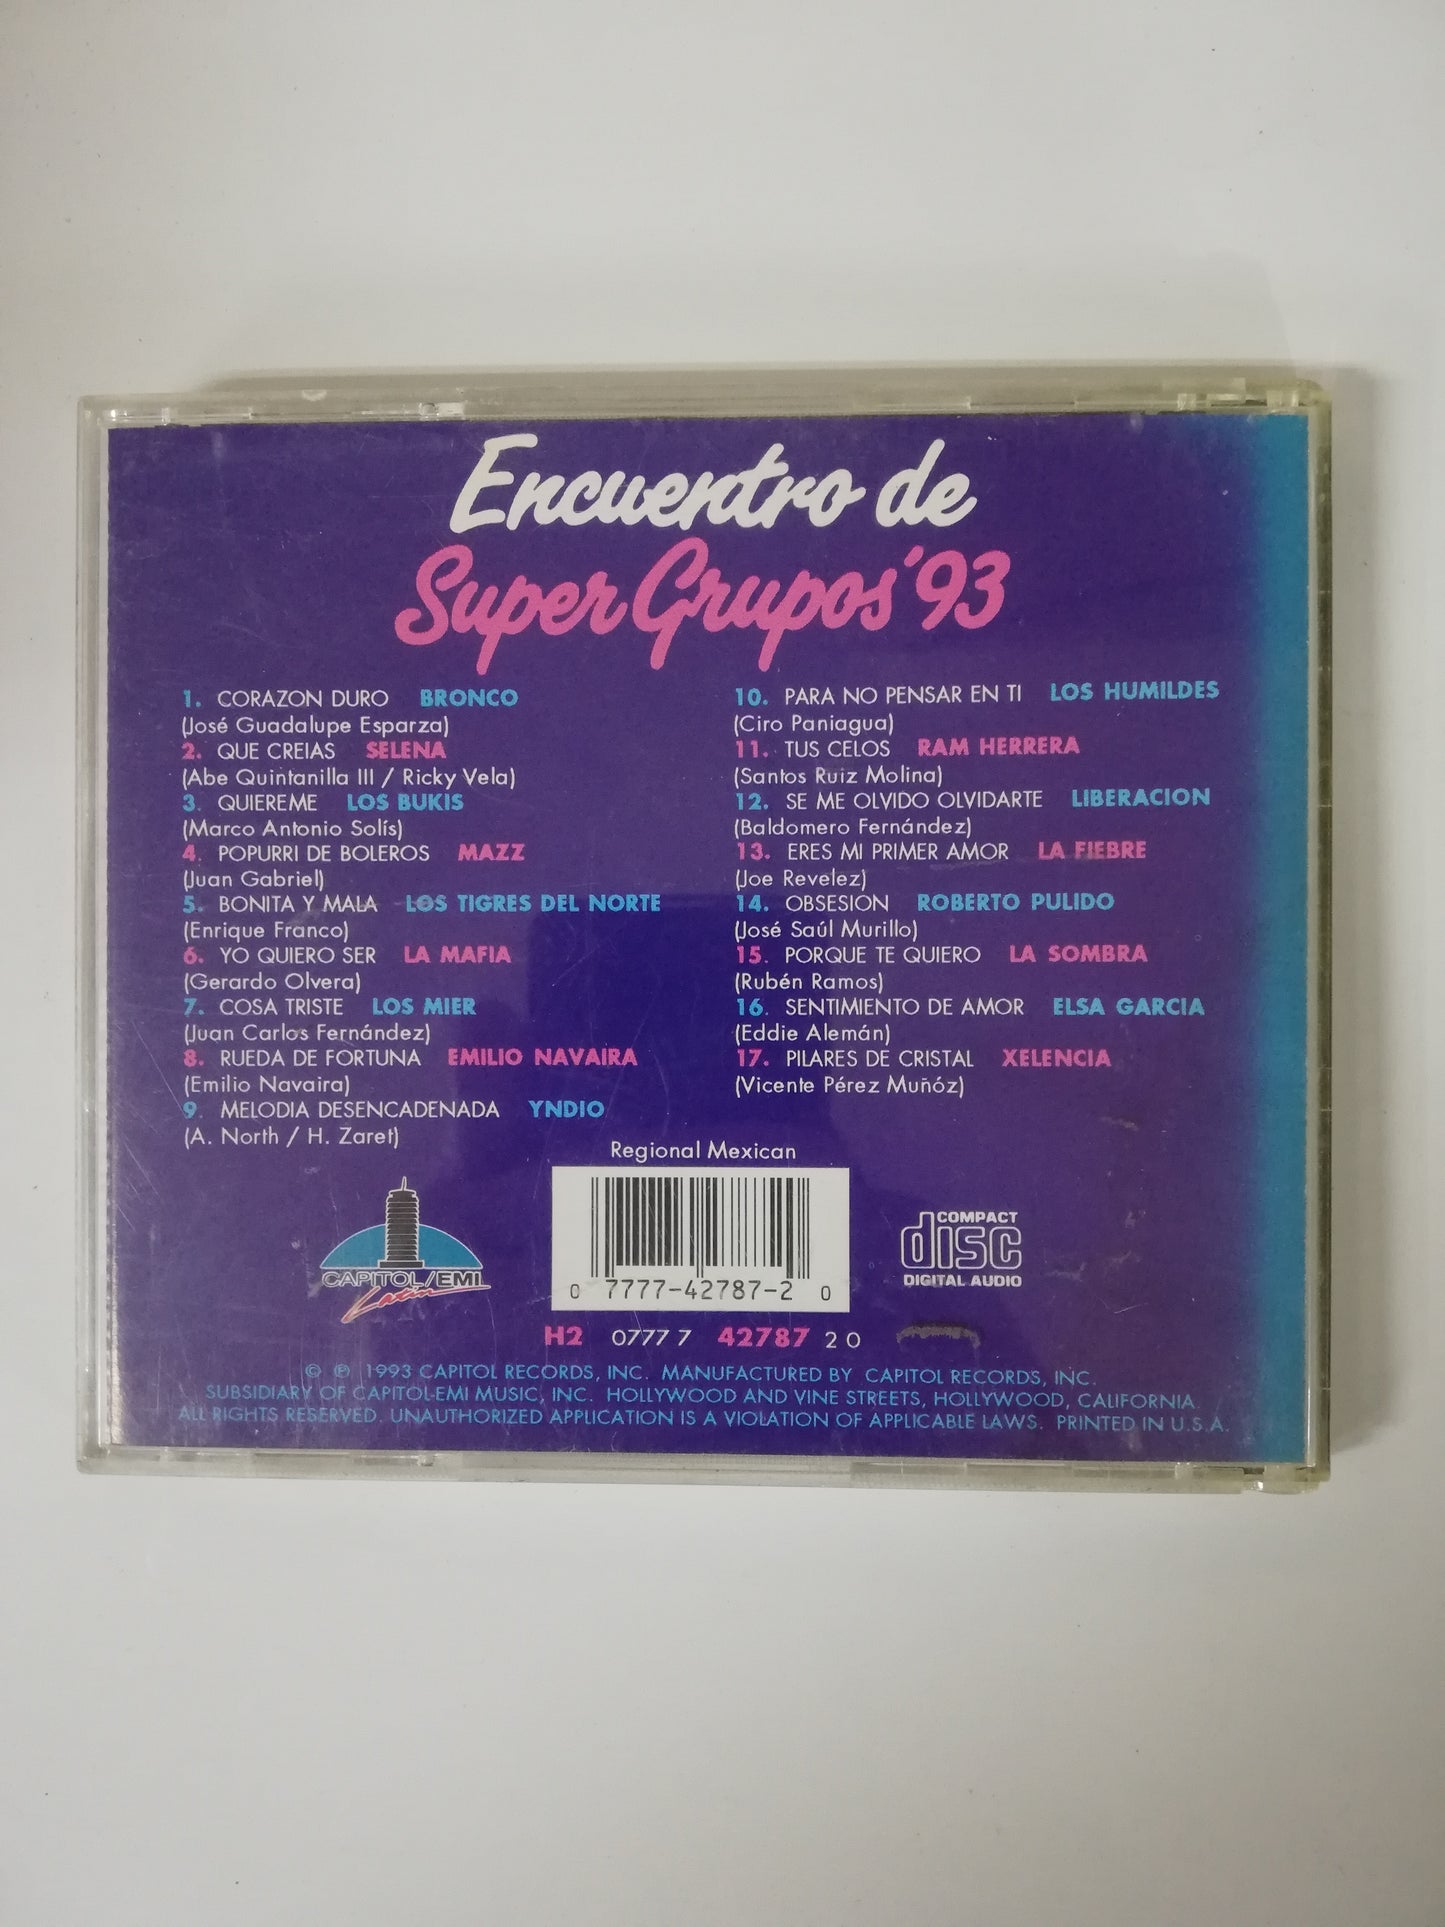 Encuentro de
Super Grupos '93
1. CORAZON DURO BRONCO
(José Guadalupe Esparza)
2. QUE CREIAS SELENA
(Abe Quintanilla III / Ricky Vela)
3. QUIEREME LOS BUKIS
(Marco Antonio Solís)
4. POPURRI DE BOLEROS MAZZ
(Juan Gabriel)
5. BONITA Y MALA LOS TIGRES DEL NORTE
(Enrique Franco)
6. YO QUIERO SER LA MAFIA
(Gerardo Olvera)
7. COSA TRISTE LOS MIER
(Juan Carlos Fernández)
8. RUEDA DE FORTUNA EMILIO NAVAIRA
(Emilio Navaira)
9. MELODIA DESENCADENADA YNDIO
(A. North / H. Zaret)
10. PARA NO PENSAR EN TI LOS HUMILDES
(Ciro Paniagua)
11. TUS CELOS RAM HERRERA
(Santos Ruiz Molina)
12. SE ME OLVIDO OLVIDARTE LIBERACION
(Baldomero Fernández)
13. ERES MI PRIMER AMOR LA FIEBRE
(Joe Revelez)
14. OBSESION ROBERTO PULIDO
(José Saúl Murillo)
15. PORQUE TE QUIERO LA SOMBRA
(Rubén Ramos)
16. SENTIMIENTO DE AMOR ELSA GARCIA
(Eddie Alemán)
17. PILARES DE CRISTAL XELENCIA
(Vicente Pérez Muñóz)
Regional Mexican
CAPITOL/EMI
Latin
0 7777-42787-2 0
COMPACT
disc
DIGITAL AUDIO
H2 0777 7 42787 2 0
© ℗ 1993 CAPITOL RECORDS, INC. MANUFACTURED BY CAPITOL RECORDS, INC.
SUBSIDIARY OF CAPITOL-EMI MUSIC, INC. HOLLYWOOD AND VINE STREETS, HOLLYWOOD, CALIFORNIA.
ALL RIGHTS RESERVED. UNAUTHORIZED APPLICATION IS A VIOLATION OF APPLICABLE LAWS. PRINTED IN U.S.A.